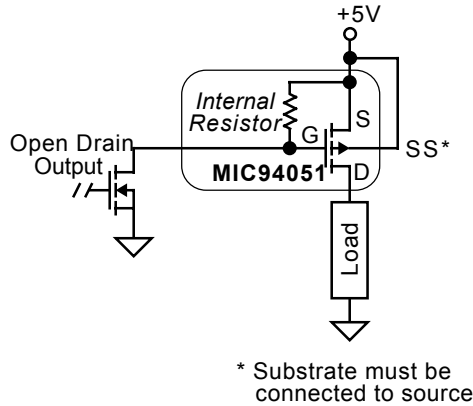 +5V
Internal
Resistor
S
G
Open Drain
Output
SS*
MIC94051
D
Load
* Substrate must be
connected to source